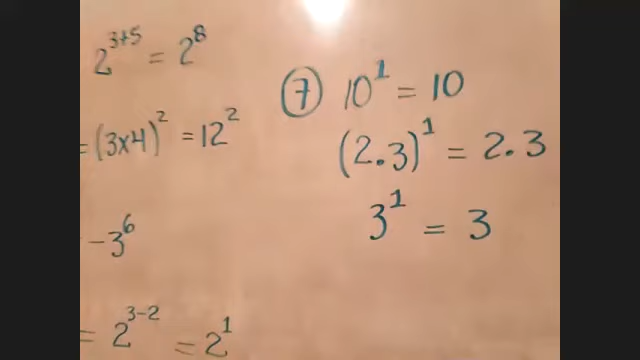 2^{3+5} = 2^8
= (3x4)^2 = 12^2
-3^6
= 2^{3-2} = 2^1
⑦ 10^1 = 10
(2.3)^1 = 2.3
3^1 = 3